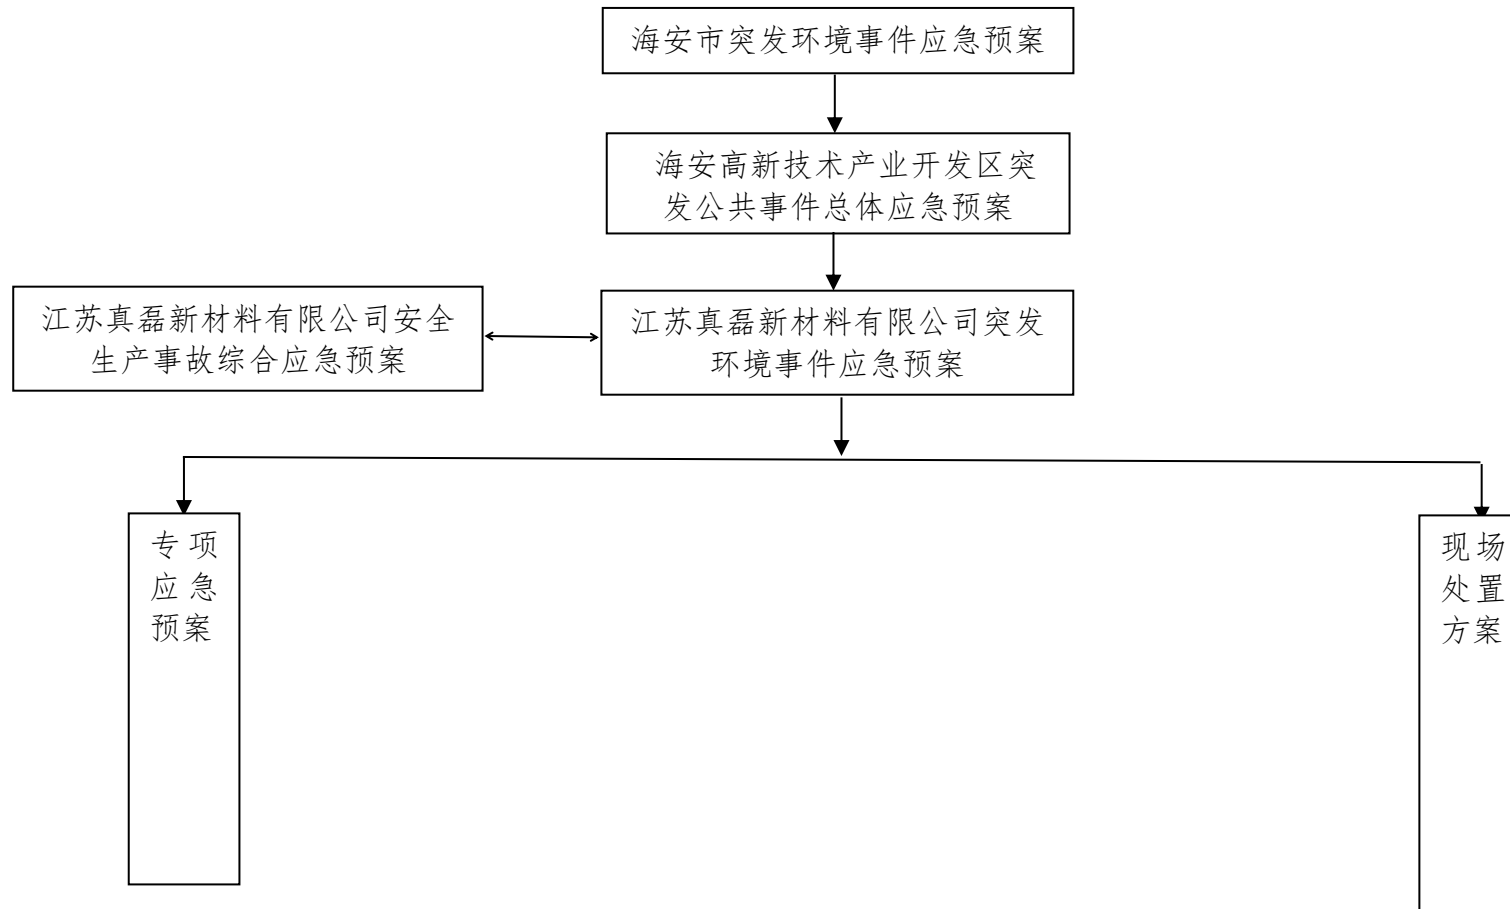 海安市突发环境事件应急预案
海安高新技术产业开发区突
发公共事件总体应急预案
江苏真磊新材料有限公司安全
生产事故综合应急预案
江苏真磊新材料有限公司突发
环境事件应急预案
专项
应急
预案
现场
处置
方案